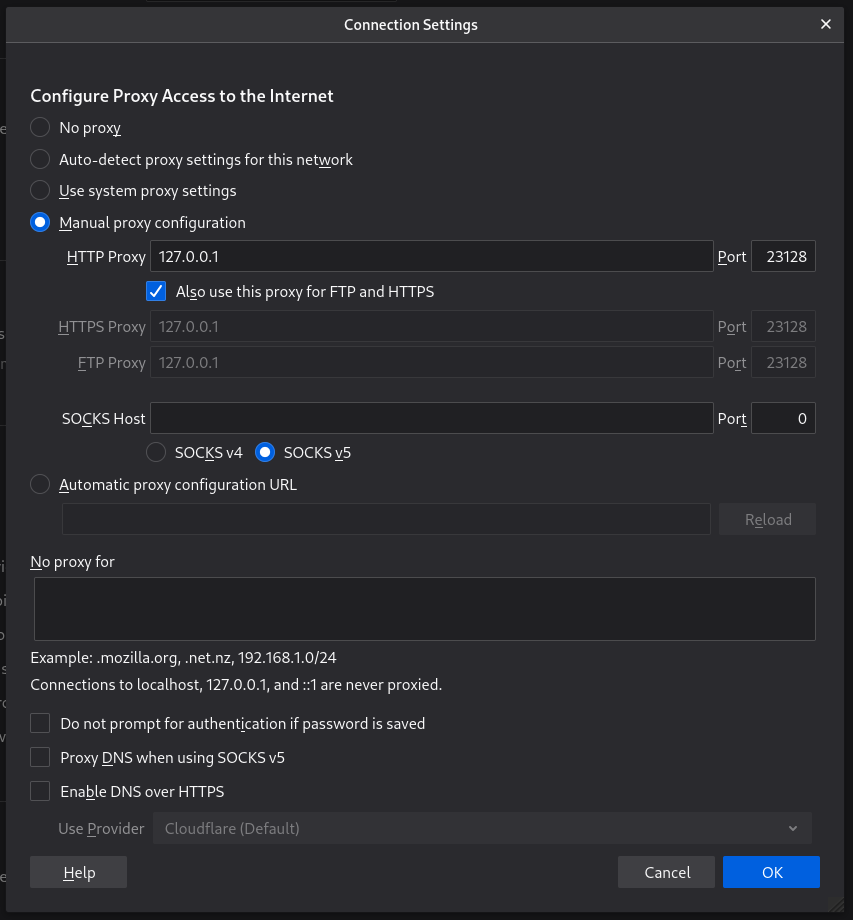 Connection Settings
Configure Proxy Access to the Internet
No proxy
Auto-detect proxy settings for this network
Use system proxy settings
Manual proxy configuration
HTTP Proxy 127.0.0.1 Port 23128
Also use this proxy for FTP and HTTPS
HTTPS Proxy 127.0.0.1 Port 23128
FTP Proxy 127.0.0.1 Port 23128
SOCKS Host Port 0
SOCKS v4 SOCKS v5
Automatic proxy configuration URL
Reload
No proxy for
Example: .mozilla.org, .net.nz, 192.168.1.0/24
Connections to localhost, 127.0.0.1, and ::1 are never proxied.
Do not prompt for authentication if password is saved
Proxy DNS when using SOCKS v5
Enable DNS over HTTPS
Use Provider Cloudflare (Default)
Help Cancel OK